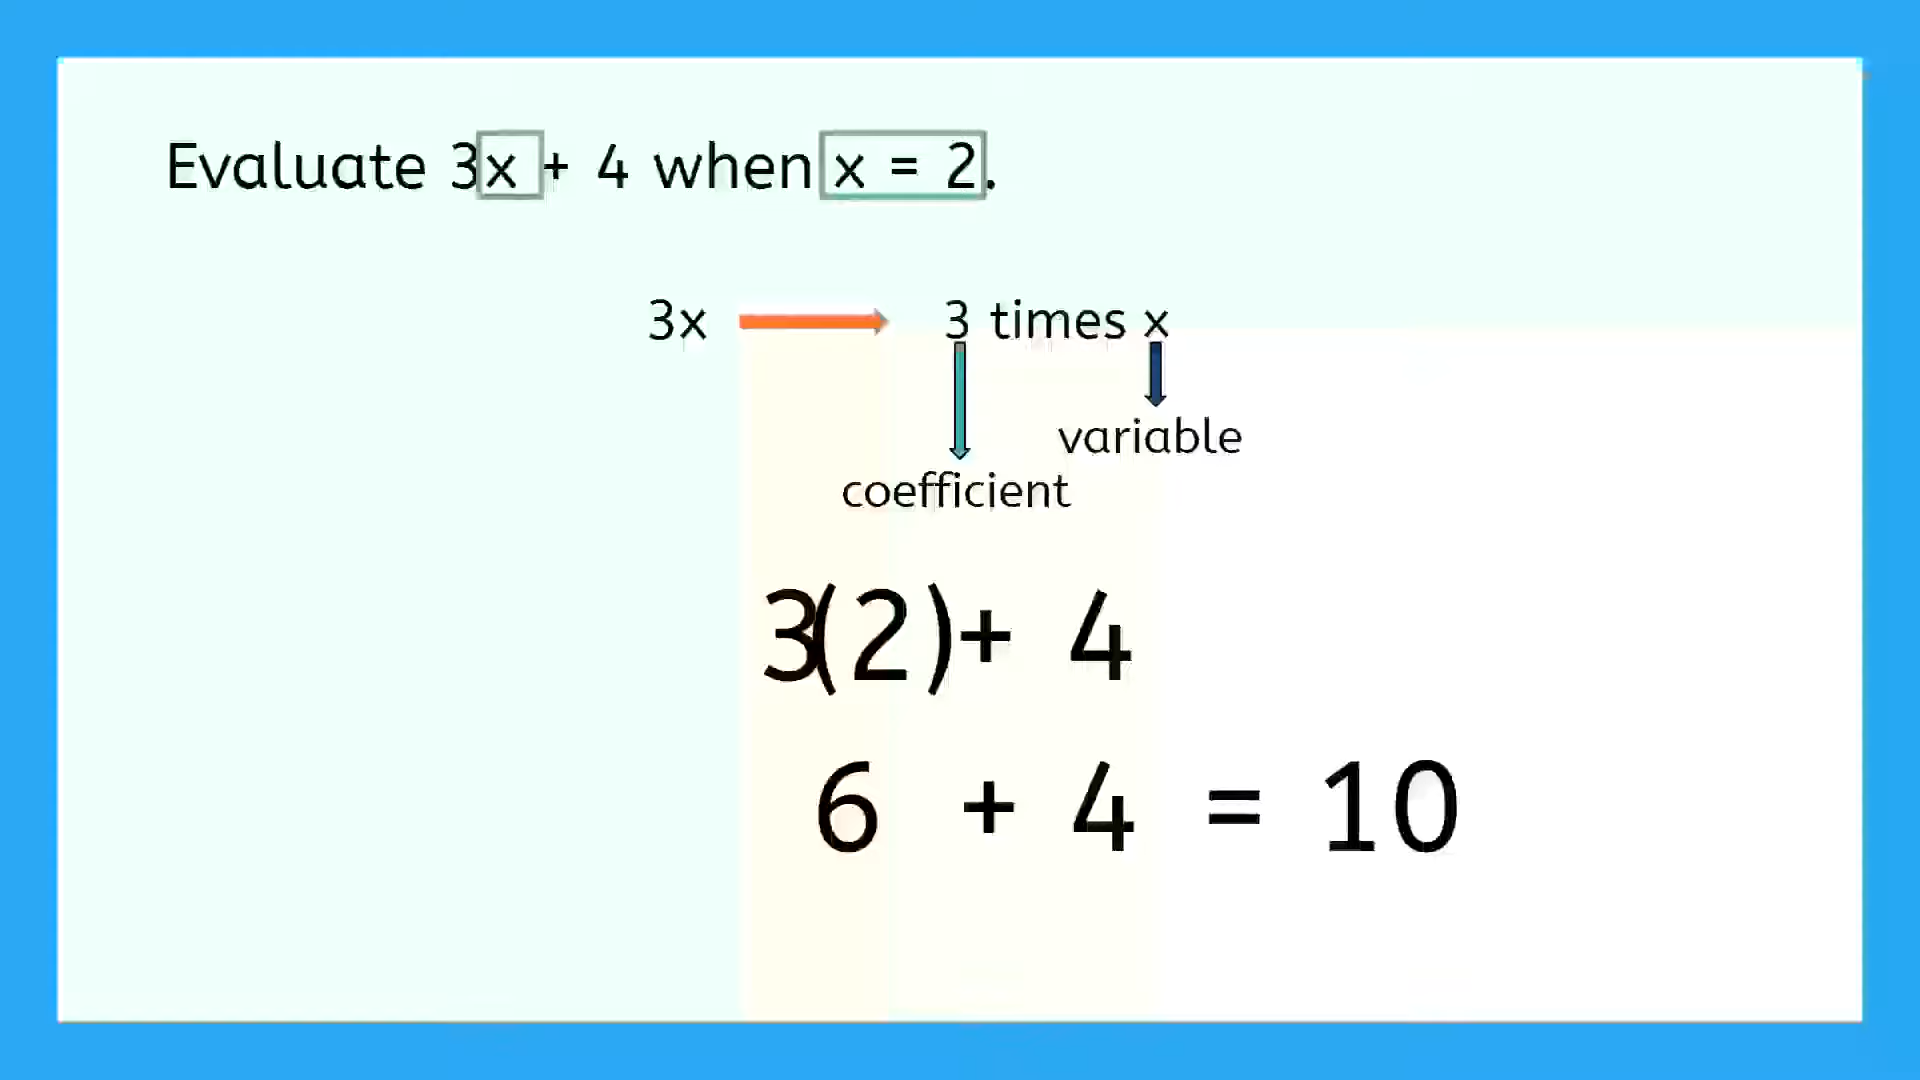 Evaluate 3x + 4 when x = 2.
3x 3 times x
variable
coefficient
3(2)+ 4
6 + 4 = 10